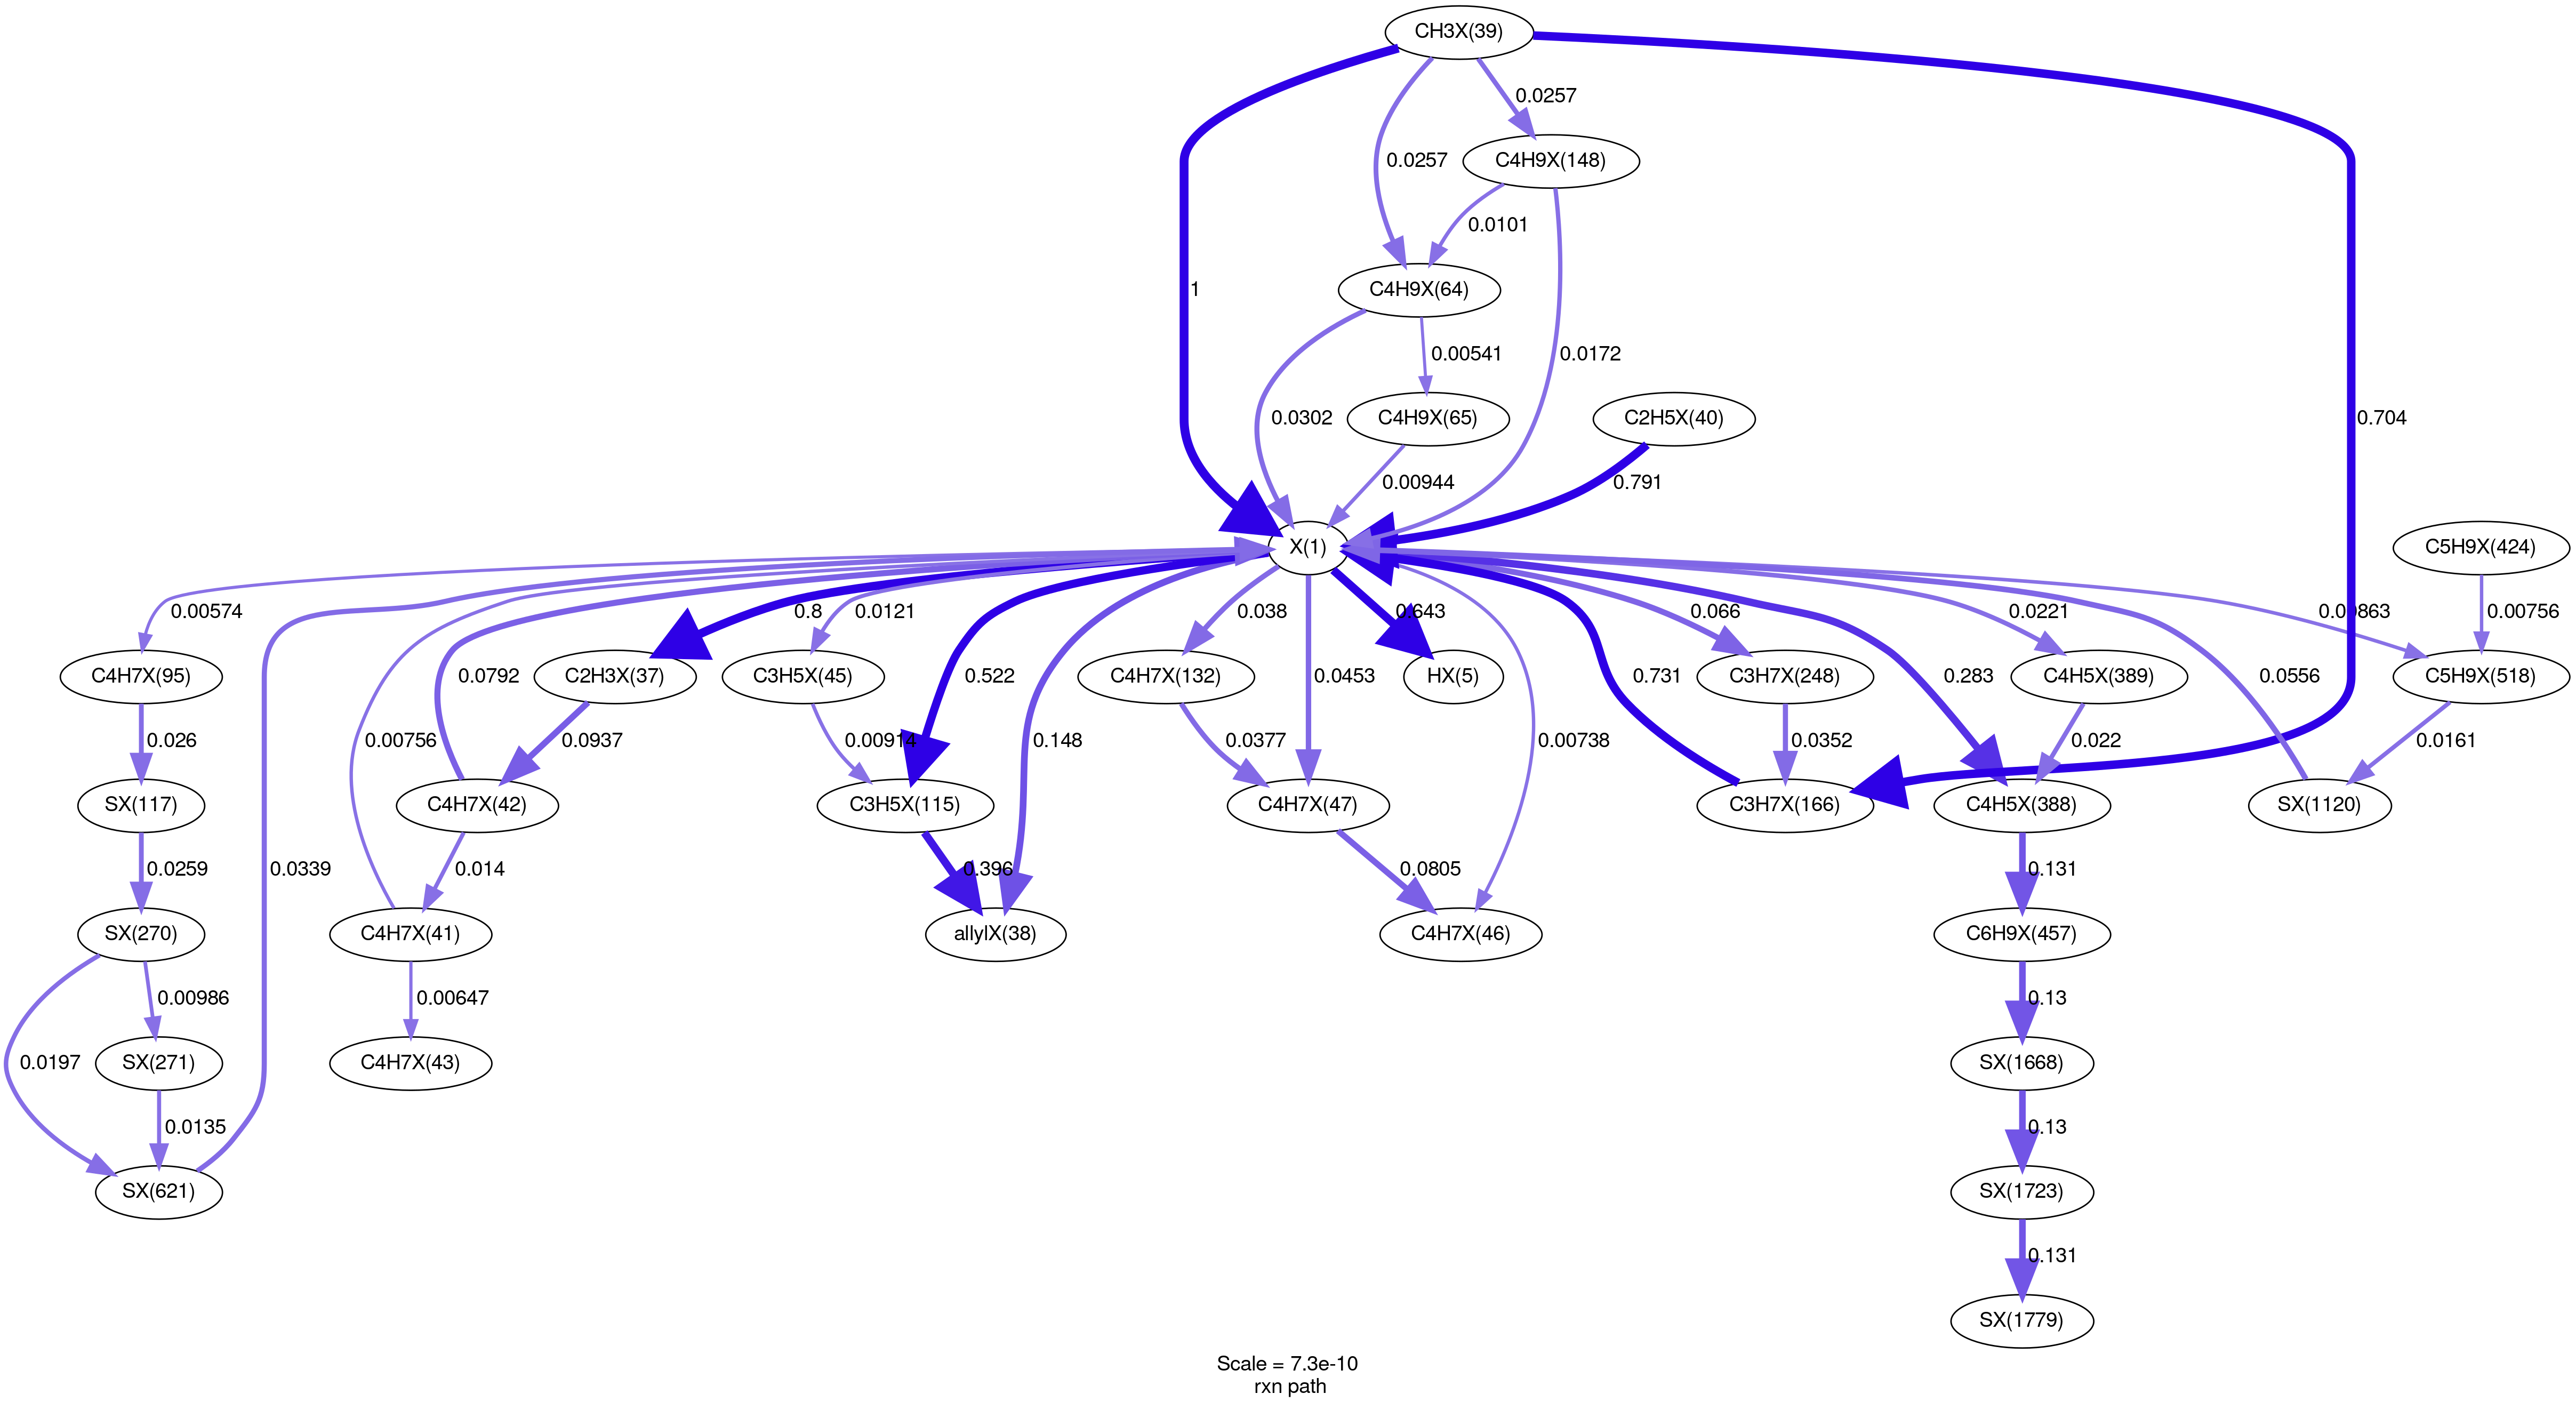 CH3X(39)
0.0257
C4H9X(148)
0.0257
0.0101
C4H9X(64)
1
0.00541
0.0172
0.0302
C4H9X(65)
C2H5X(40)
0.704
0.00944
0.791
X(1)
C5H9X(424)
0.00574
0.8
0.0121
0.038
0.643
0.066
0.0221
0.00863
0.00756
C4H7X(95)
C2H3X(37)
C3H5X(45)
C4H7X(132)
HX(5)
C3H7X(248)
C4H5X(389)
C5H9X(518)
0.0792
0.522
0.0453
0.731
0.283
0.0556
0.026
0.00756
0.0937
0.00914
0.148
0.0377
0.00738
0.0352
0.022
0.0161
SX(117)
C4H7X(42)
C3H5X(115)
C4H7X(47)
C3H7X(166)
C4H5X(388)
SX(1120)
0.0259
0.0339
0.014
0.396
0.0805
0.131
SX(270)
C4H7X(41)
allylX(38)
C4H7X(46)
C6H9X(457)
0.00986
0.00647
0.13
0.0197
SX(271)
C4H7X(43)
SX(1668)
0.0135
0.13
SX(621)
SX(1723)
0.131
SX(1779)
Scale = 7.3e-10
rxn path